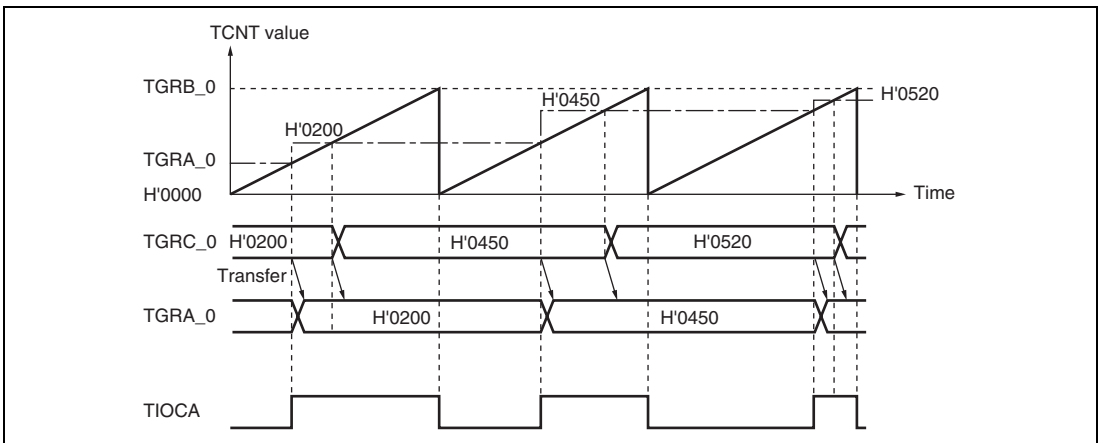 TCNT value
TGRB_0
H'0520
H'0450
H'0200
TGRA_0
H'0000
Time
TGRC_0 H'0200 H'0450 H'0520
Transfer
TGRA_0 H'0200 H'0450
TIOCA